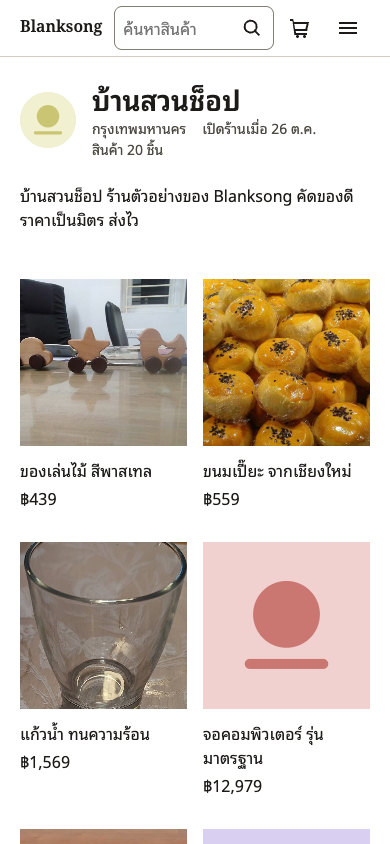 Blanksong
ค้นหาสินค้า
บ้านสวนช็อป
กรุงเทพมหานคร เปิดร้านเมื่อ 26 ต.ค.
สินค้า 20 ชิ้น
บ้านสวนช็อป ร้านตัวอย่างของ Blanksong คัดของดี
ราคาเป็นมิตร ส่งไว
ของเล่นไม้ สีพาสเทล
฿439
ขนมเปี๊ยะ จากเชียงใหม่
฿559
แก้วน้ำ ทนความร้อน
฿1,569
จอคอมพิวเตอร์ รุ่น
มาตรฐาน
฿12,979